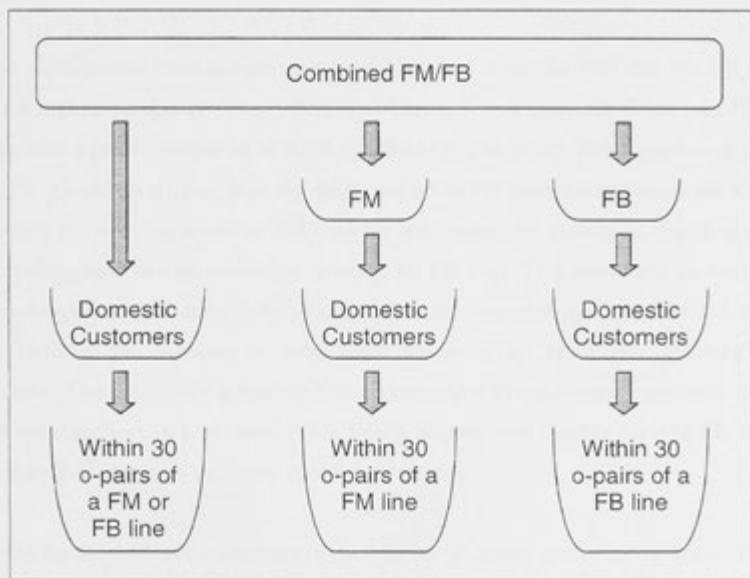 Combined FM/FB
FM
FB
Domestic
Customers
Domestic
Customers
Domestic
Customers
Within 30
o-pairs of
a FM or
FB line
Within 30
o-pairs of a
FM line
Within 30
o-pairs of a
FB line